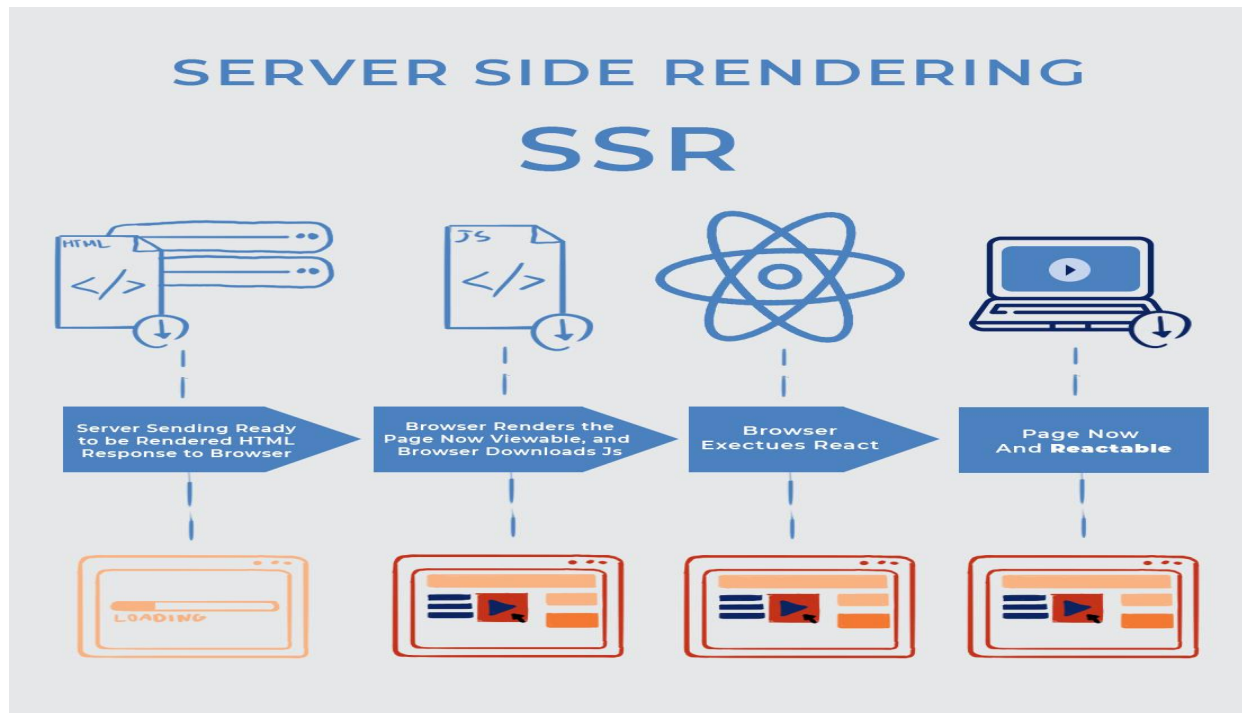 SERVER SIDE RENDERING
SSR
HTML
</>
JS
</>
Server Sending Ready
to be Rendered HTML
Response to Browser
Browser Renders the
Page Now Viewable, and
Browser Downloads Js
Browser
Exectues React
Page Now
And Reactable
LOADING